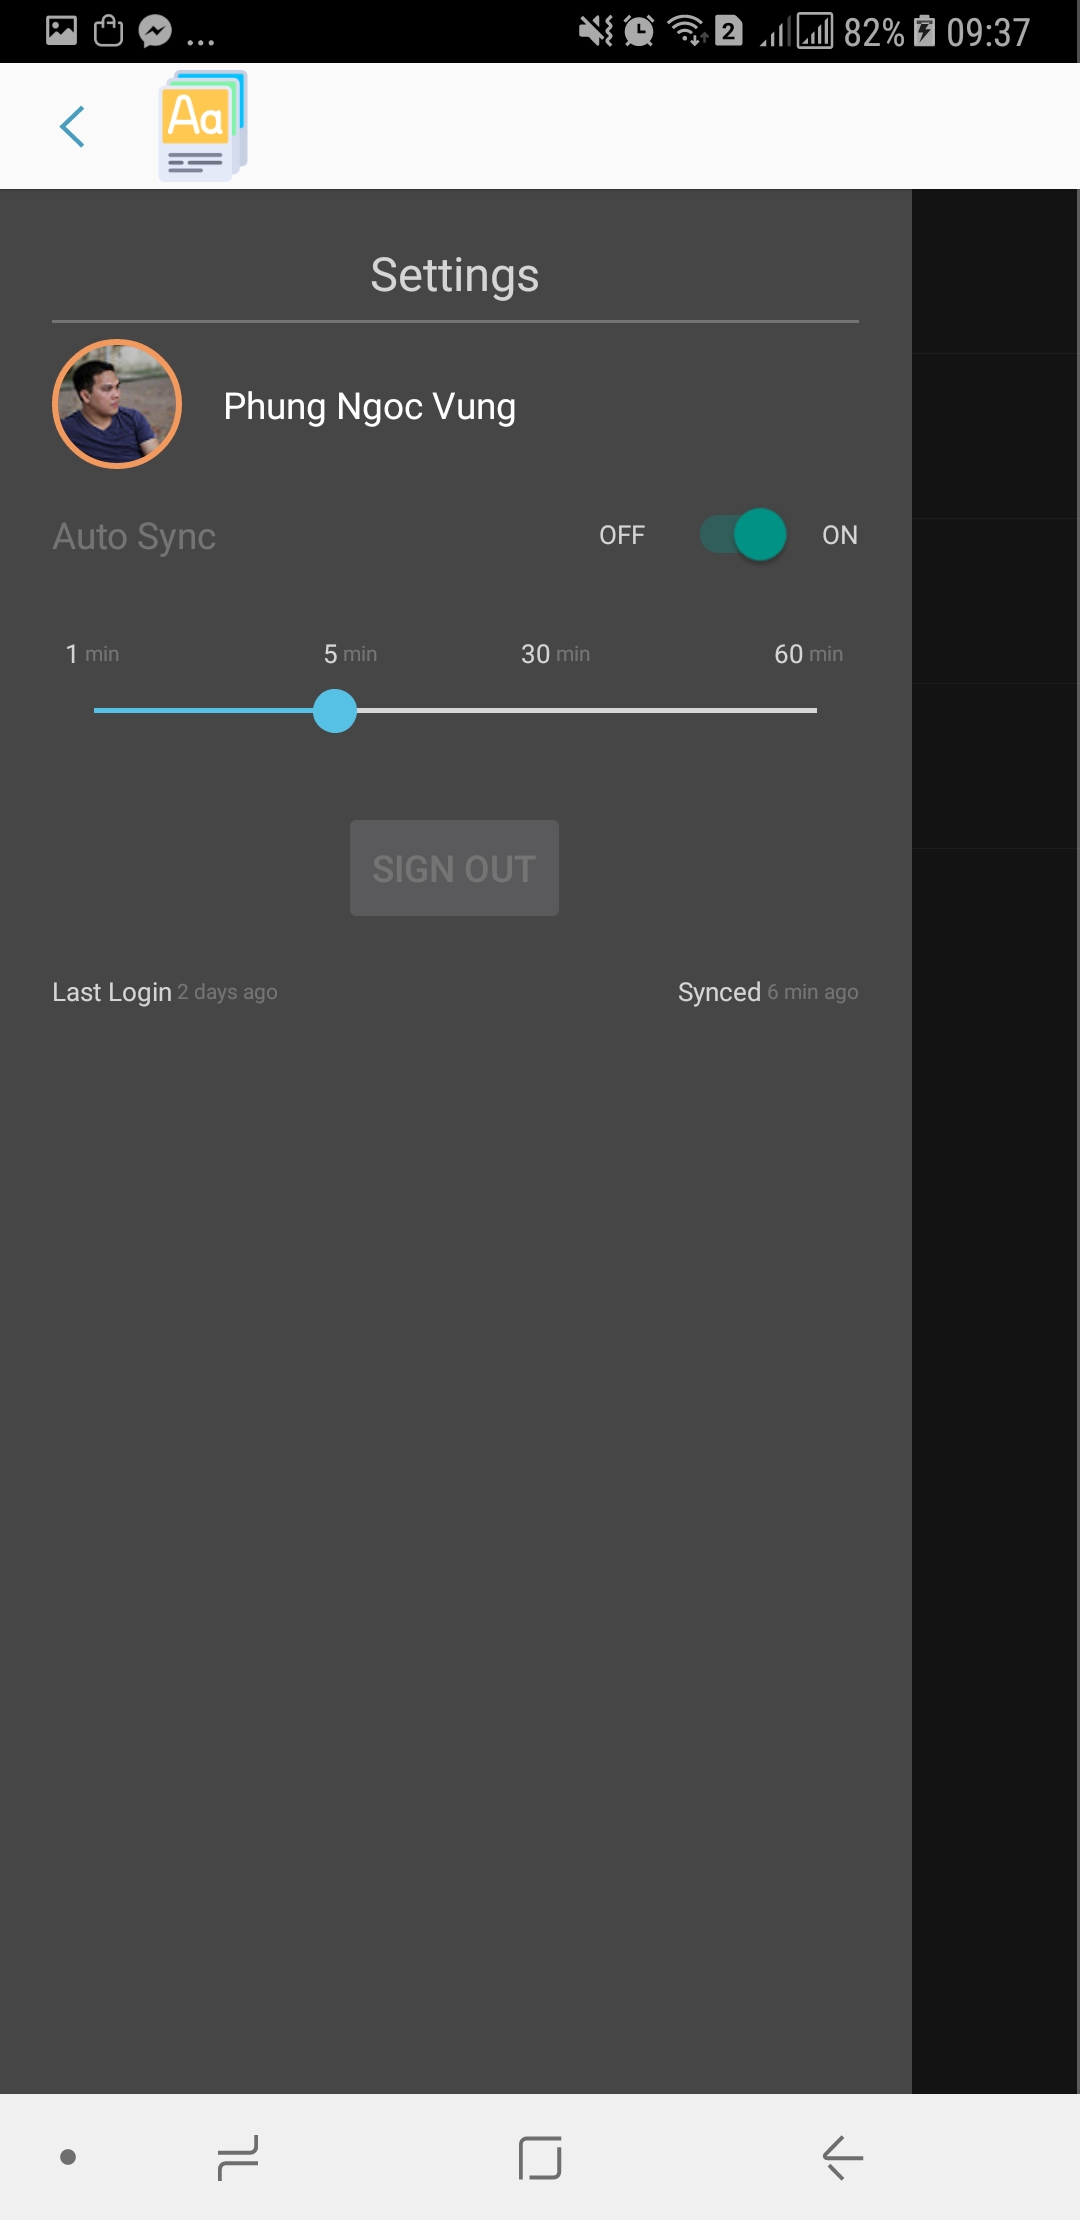 ... 2 82% 09:37
Aa
Settings
Phung Ngoc Vung
Auto Sync OFF ON
1 min 5 min 30 min 60 min
SIGN OUT
Last Login 2 days ago Synced 6 min ago